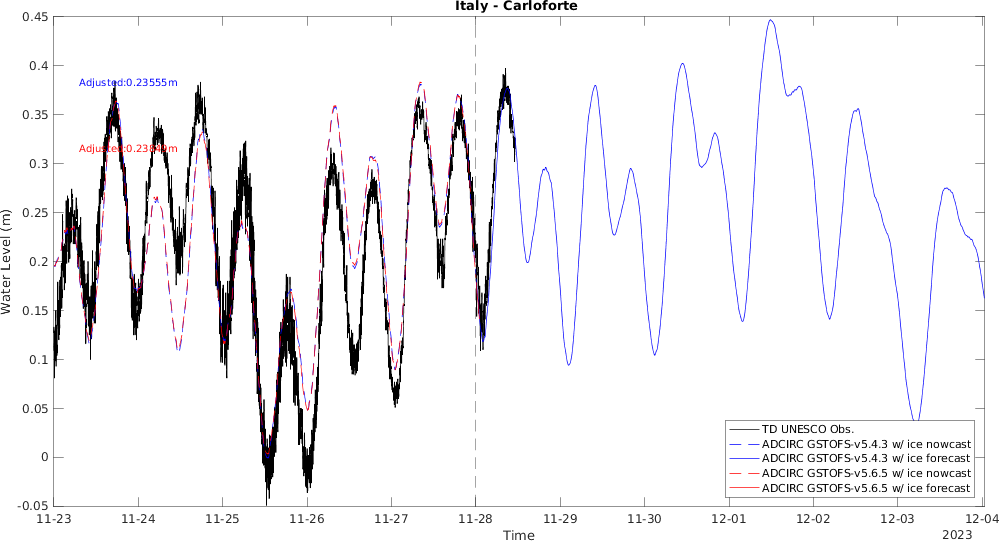 Italy - Carloforte
Water Level (m)
0.45
0.4
0.35
0.3
0.25
0.2
0.15
0.1
0.05
0
-0.05
Adjusted:0.23555m
Adjusted:
TD UNESCO Obs.
ADCIRC GSTOFS-v5.4.3 w/ ice nowcast
ADCIRC GSTOFS-v5.4.3 w/ ice forecast
ADCIRC GSTOFS-v5.6.5 w/ ice nowcast
ADCIRC GSTOFS-v5.6.5 w/ ice forecast
11-23 11-24 11-25 11-26 11-27 11-28 11-29 11-30 12-01 12-02 12-03 12-04
Time
2023